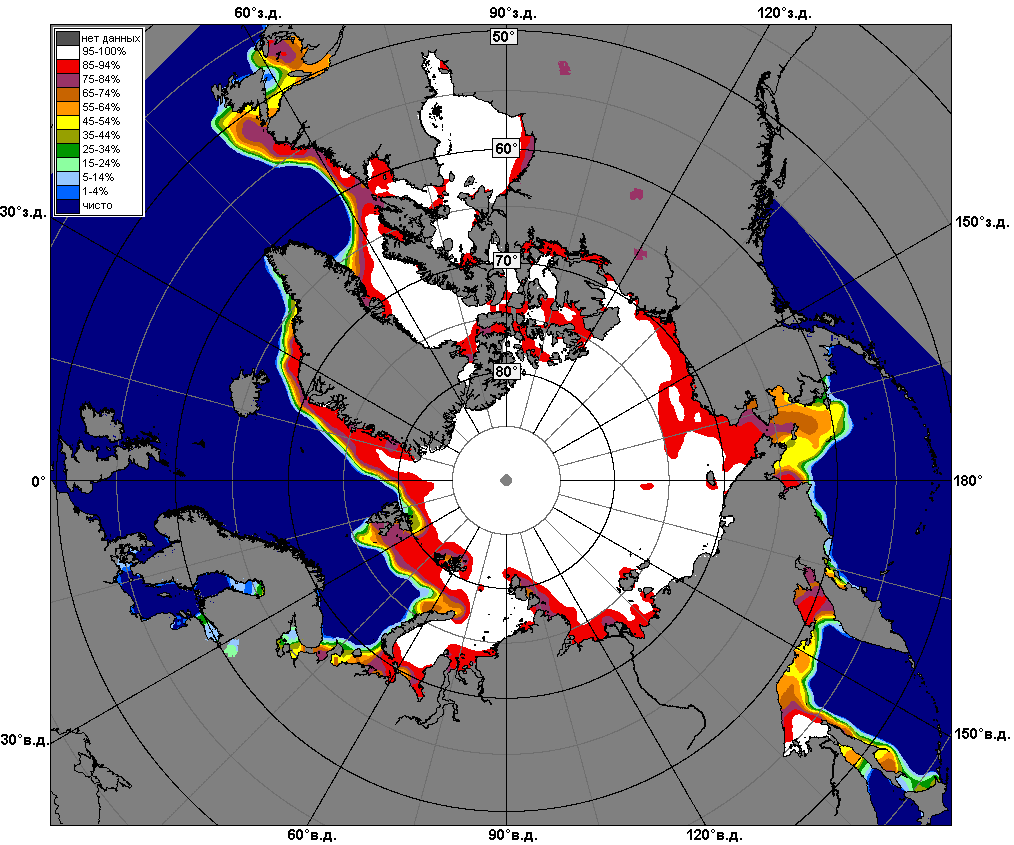 60°з.д.
90°з.д.
120°з.д.
нет данных
95-100%
85-94%
75-84%
65-74%
55-64%
45-54%
35-44%
25-34%
15-24%
5-14%
1-4%
чисто
50°
60°
70°
80°
30°з.д.
150°з.д.
0°
180°
30°в.д.
150°в.д.
60°в.д.
90°в.д.
120°в.д.